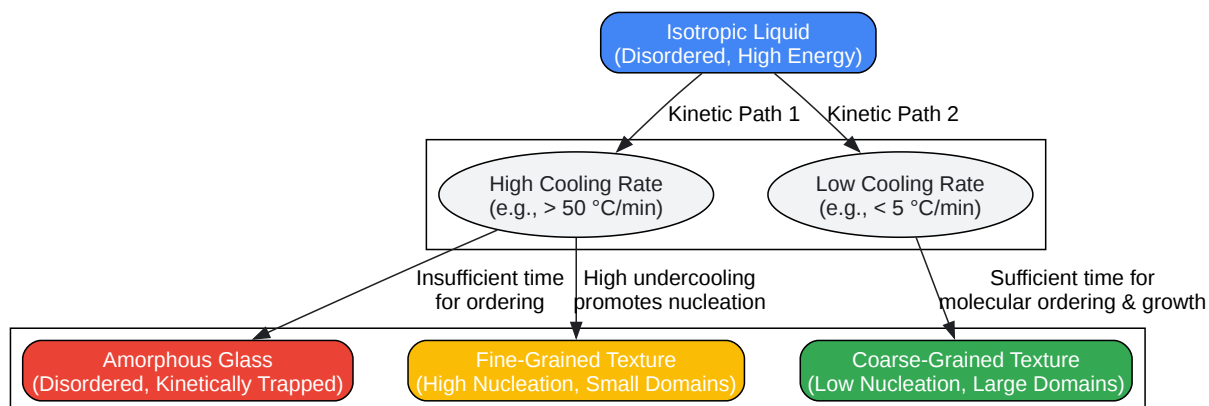 Isotropic Liquid
(Disordered, High Energy)
Kinetic Path 1
Kinetic Path 2
High Cooling Rate
(e.g., > 50 °C/min)
Low Cooling Rate
(e.g., < 5 °C/min)
Insufficient time
for ordering
High undercooling
promotes nucleation
Sufficient time for
molecular ordering & growth
Amorphous Glass
(Disordered, Kinetically Trapped)
Fine-Grained Texture
(High Nucleation, Small Domains)
Coarse-Grained Texture
(Low Nucleation, Large Domains)